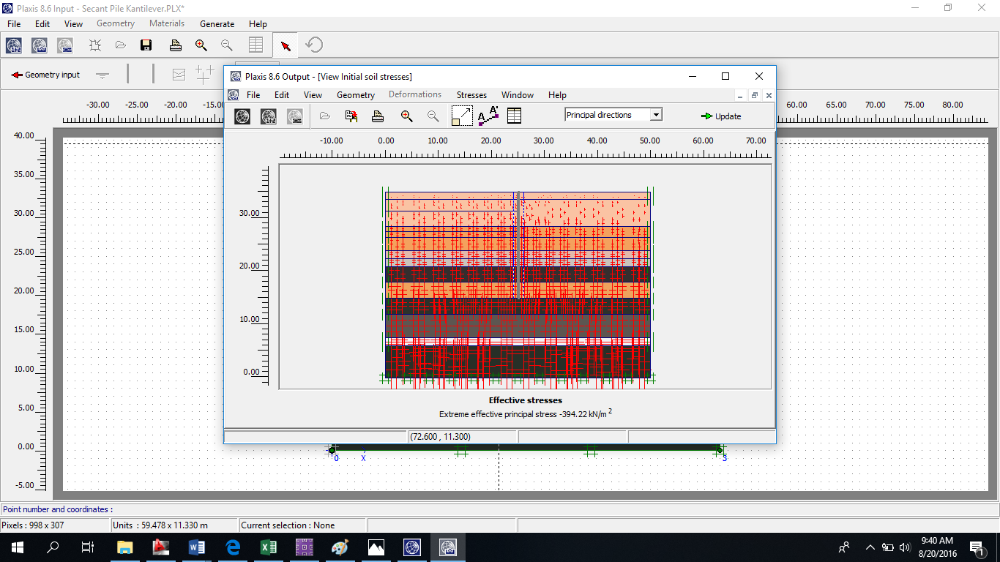 Plaxis 8.6 Input - Secant Pile Kantilever.PLX*
File Edit View Geometry Materials Generate Help
Geometry input
-30.00 -25.00 -20.00 -15.0 60.00 65.00 70.00 75.00 80.00
40.00
35.00
30.00
25.00
20.00
15.00
10.00
5.00
0.00
-5.00
Plaxis 8.6 Output - [View Initial soil stresses]
File Edit View Geometry Deformations Stresses Window Help
A A'
Principal directions
Update
-10.00 0.00 10.00 20.00 30.00 40.00 50.00 60.00 70.00
30.00
20.00
10.00
0.00
Effective stresses
Extreme effective principal stress -394.22 kN/m 2
(72.600 , 11.300)
0 X 3
Point number and coordinates :
Pixels : 998 x 307 Units : 59.478 x 11.330 m Current selection : None
9:40 AM
8/20/2016
1